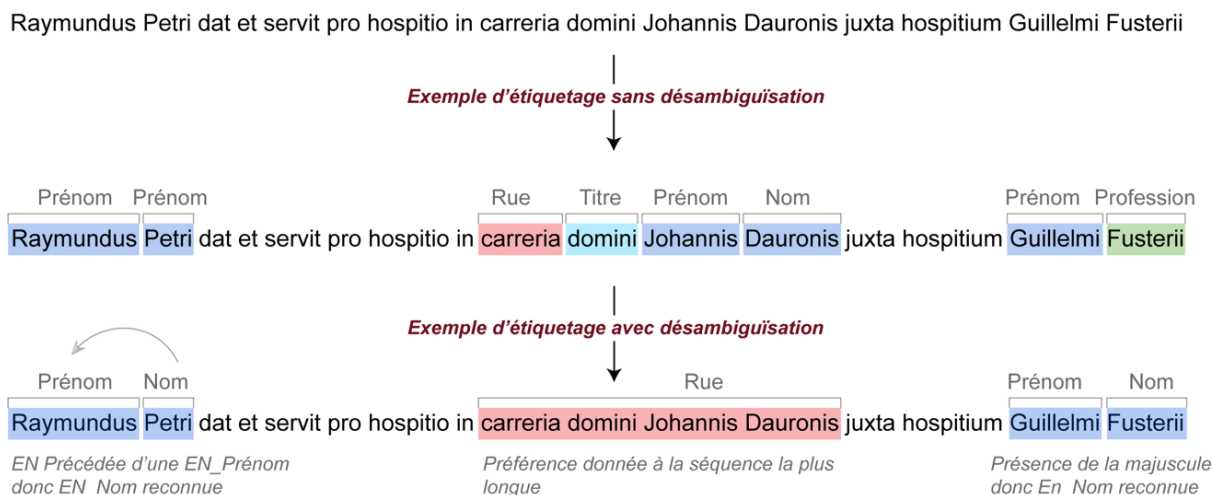 Raymundus Petri dat et servit pro hospitio in carreria domini Johannis Dauronis juxta hospitium Guillelmi Fusterii
Exemple d'étiquetage sans désambiguïsation
Prénom Prénom Rue Titre Prénom Nom Prénom Profession
Raymundus Petri dat et servit pro hospitio in carreria domini Johannis Dauronis juxta hospitium Guillelmi Fusterii
Exemple d'étiquetage avec désambiguïsation
Prénom Nom Rue Prénom Nom
Raymundus Petri dat et servit pro hospitio in carreria domini Johannis Dauronis juxta hospitium Guillelmi Fusterii
EN Précédée d'une EN_Prénom
donc EN_Nom reconnue
Préférence donnée à la séquence la plus
longue
Présence de la majuscule
donc En_Nom reconnue